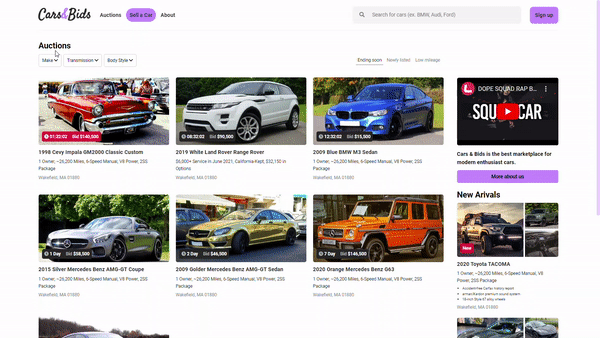 Cars&Bids
Auctions
Sell a Car
About
Search for cars (ex. BMW, Audi, Ford)
Sign up
Auctions
Make
Transmission
Body Style
Ending soon
Newly listed
Low mileage
01:22:02 Bid $140,500
1998 Cevy Impala GM2000 Classic Custom
1 Owner, ~26,200 Miles, 6-Speed Manual, V8
Power, 2SS Package
Wakefield, MA 01880
08:32:02 Bid $90,500
2019 White Land Rover Range Rover
$6,000+ Service in June 2021, California-Kept, $32,150 in
Options
Wakefield, MA 01880
12:32:02 Bid $15,500
2009 Blue BMW M3 Sedan
1 Owner, ~26,200 Miles, 6-Speed Manual, V8 Power, 2SS
Package
Wakefield, MA 01880
1 Day Bid $58,500
2015 Silver Mercedes Benz AMG-GT Coupe
1 Owner, ~26,200 Miles, 6-Speed Manual, V8 Power, 2SS
Package
Wakefield, MA 01880
2 Day
2009 Golder Mercedes Benz AMG-GT Sedan
1 Owner, ~26,200 Miles, 6-Speed Manual, V8 Power, 2SS
Package
Wakefield, MA 01880
7 Day Bid $146,500
2020 Orange Mercedes Benz G63
1 Owner, ~26,200 Miles, 6-Speed Manual, V8 Power, 2SS
Package
Wakefield, MA 01880
DOPE SQUAD RAP B...
SQU
CAR
Cars & Bids is the best marketplace for
modern enthusiast cars.
More about us
New Arivals
New
2020 Toyota TACOMA
1 Owner, ~26,200 Miles, 6-Speed Manual, V8
Power, 2SS Package
Wakefield, MA 01880